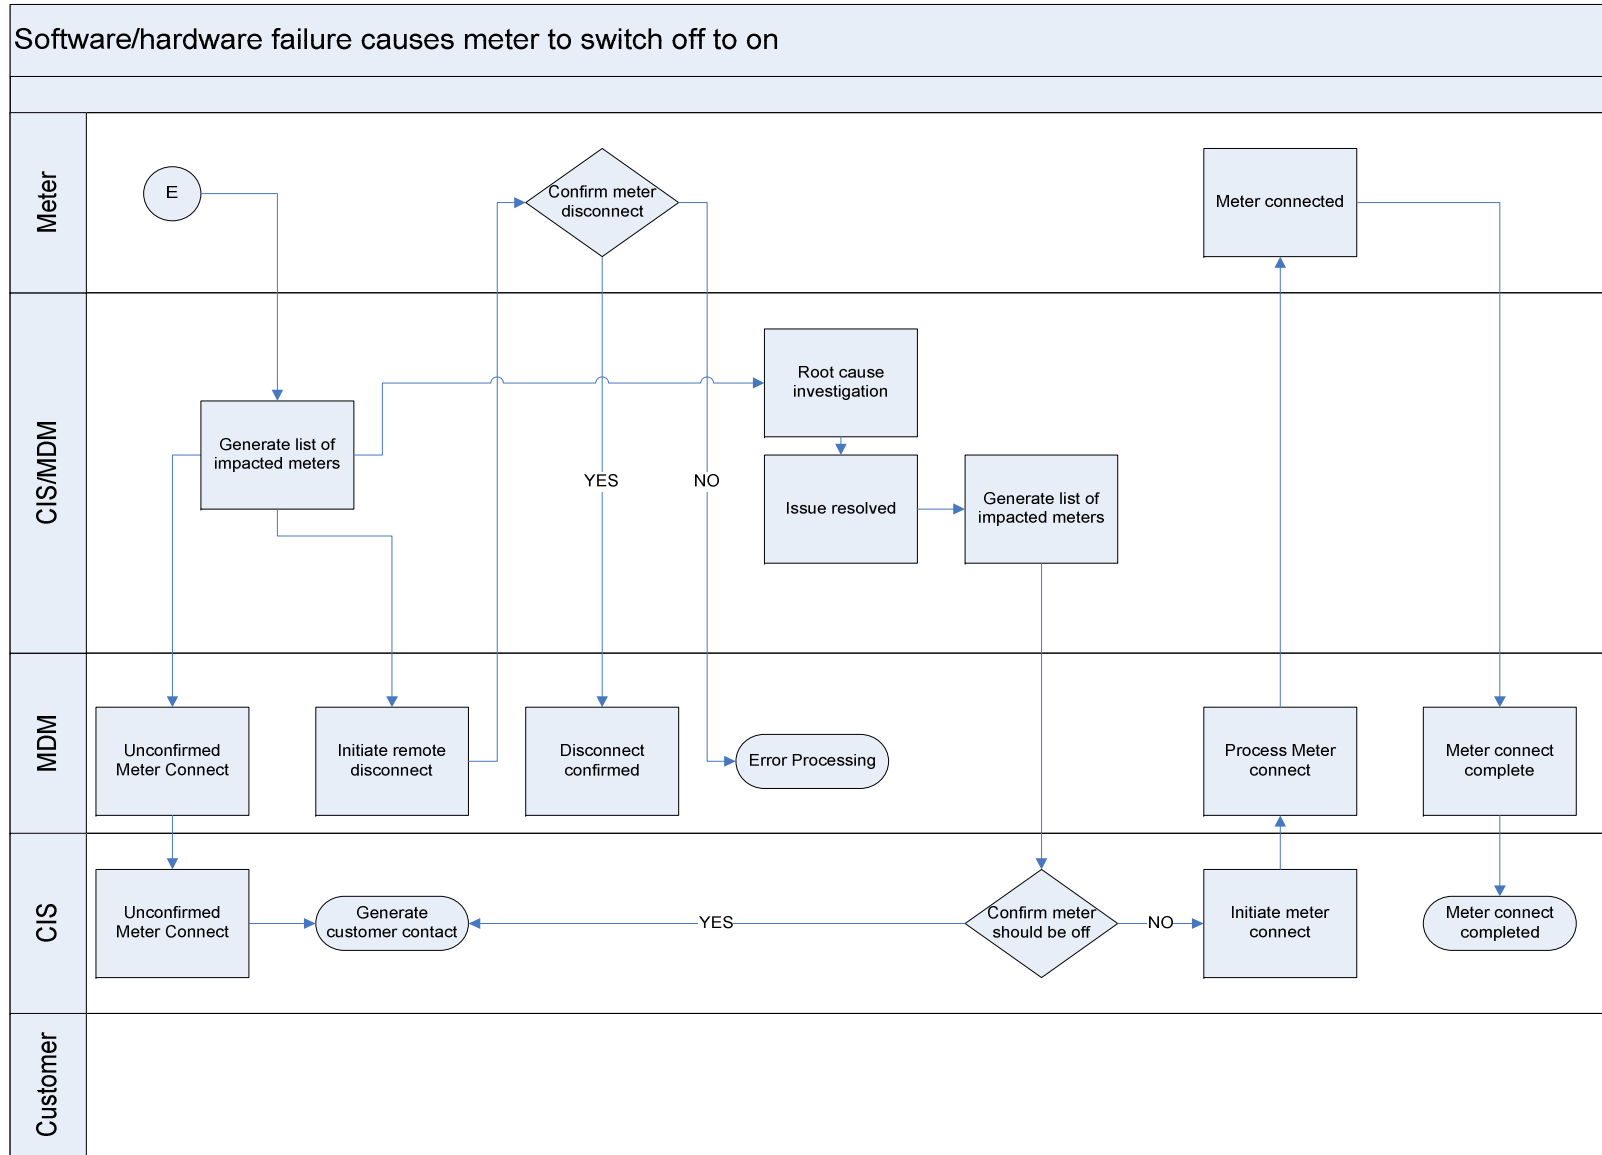 Software/hardware failure causes meter to switch off to on
Meter
E
Confirm meter
disconnect
Meter connected
CIS/MDM
Generate list of
impacted meters
Root cause
investigation
YES
NO
Issue resolved
Generate list of
impacted meters
MDM
Unconfirmed
Meter Connect
Initiate remote
disconnect
Disconnect
confirmed
Error Processing
Process Meter
connect
Meter connect
complete
CIS
Unconfirmed
Meter Connect
Generate
customer contact
YES
Confirm meter
should be off
NO
Initiate meter
connect
Meter connect
completed
Customer